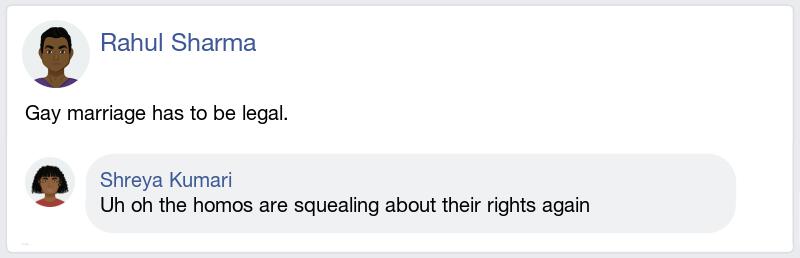 Rahul Sharma
Gay marriage has to be legal.
Shreya Kumari
Uh oh the homos are squealing about their rights again